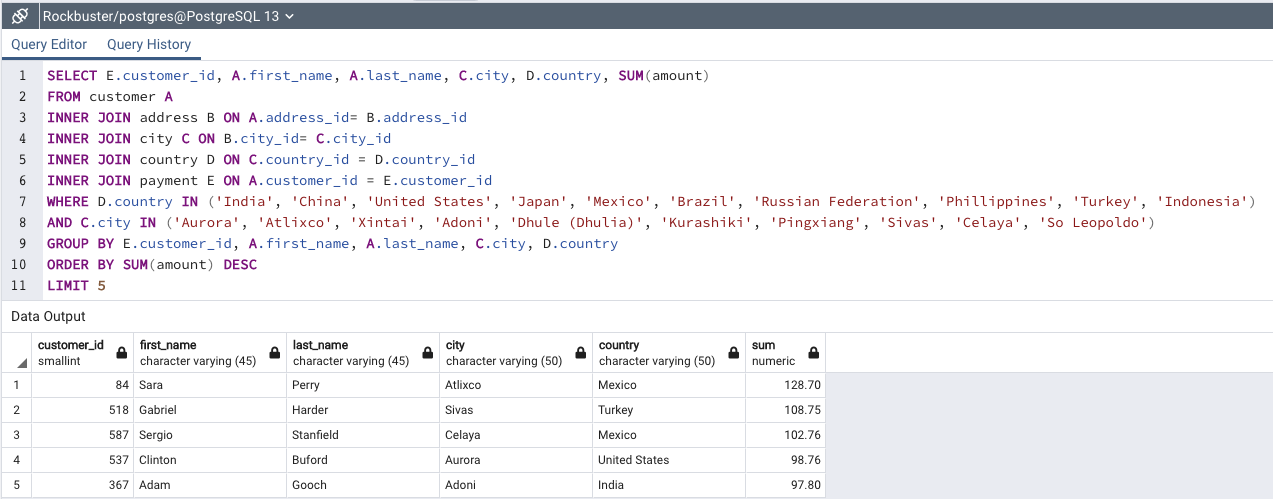 Rockbuster/postgres@PostgreSQL 13
Query Editor Query History
1 SELECT E.customer_id, A.first_name, A.last_name, C.city, D.country, SUM(amount)
2 FROM customer A
3 INNER JOIN address B ON A.address_id= B.address_id
4 INNER JOIN city C ON B.city_id= C.city_id
5 INNER JOIN country D ON C.country_id = D.country_id
6 INNER JOIN payment E ON A.customer_id = E.customer_id
7 WHERE D.country IN ('India', 'China', 'United States', 'Japan', 'Mexico', 'Brazil', 'Russian Federation', 'Phillippines', 'Turkey', 'Indonesia')
8 AND C.city IN ('Aurora', 'Atlixco', 'Xintai', 'Adoni', 'Dhule (Dhulia)', 'Kurashiki', 'Pingxiang', 'Sivas', 'Celaya', 'So Leopoldo')
9 GROUP BY E.customer_id, A.first_name, A.last_name, C.city, D.country
10 ORDER BY SUM(amount) DESC
11 LIMIT 5
Data Output
customer_id first_name last_name city country sum
smallint character varying (45) character varying (45) character varying (50) character varying (50) numeric
1 84 Sara Perry Atlixco Mexico 128.70
2 518 Gabriel Harder Sivas Turkey 108.75
3 587 Sergio Stanfield Celaya Mexico 102.76
4 537 Clinton Buford Aurora United States 98.76
5 367 Adam Gooch Adoni India 97.80